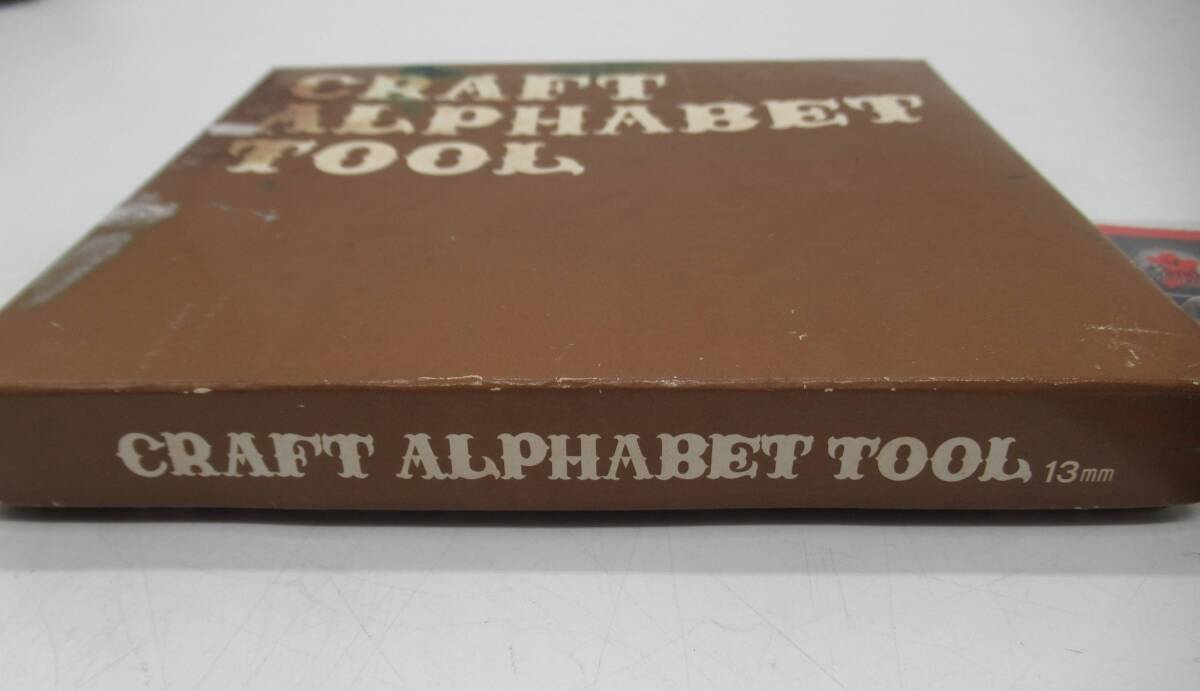 CRAFT
ALPHABET
TOOL
CRAFT ALPHABET TOOL 13mm